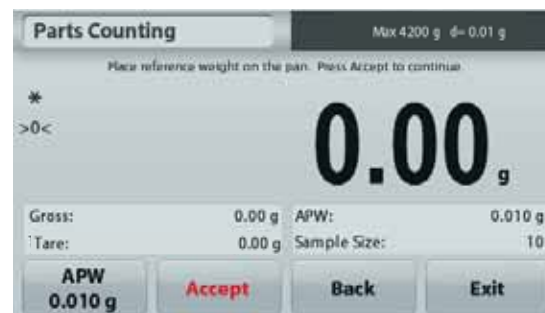 Parts Counting
Max 4200 g d= 0.01 g
Place reference weight on the pan. Press Accept to continue
*
>0<
0.00 g
Gross: 0.00 g APW: 0.010 g
Tare: 0.00 g Sample Size: 10
APW
0.010 g
Accept
Back
Exit